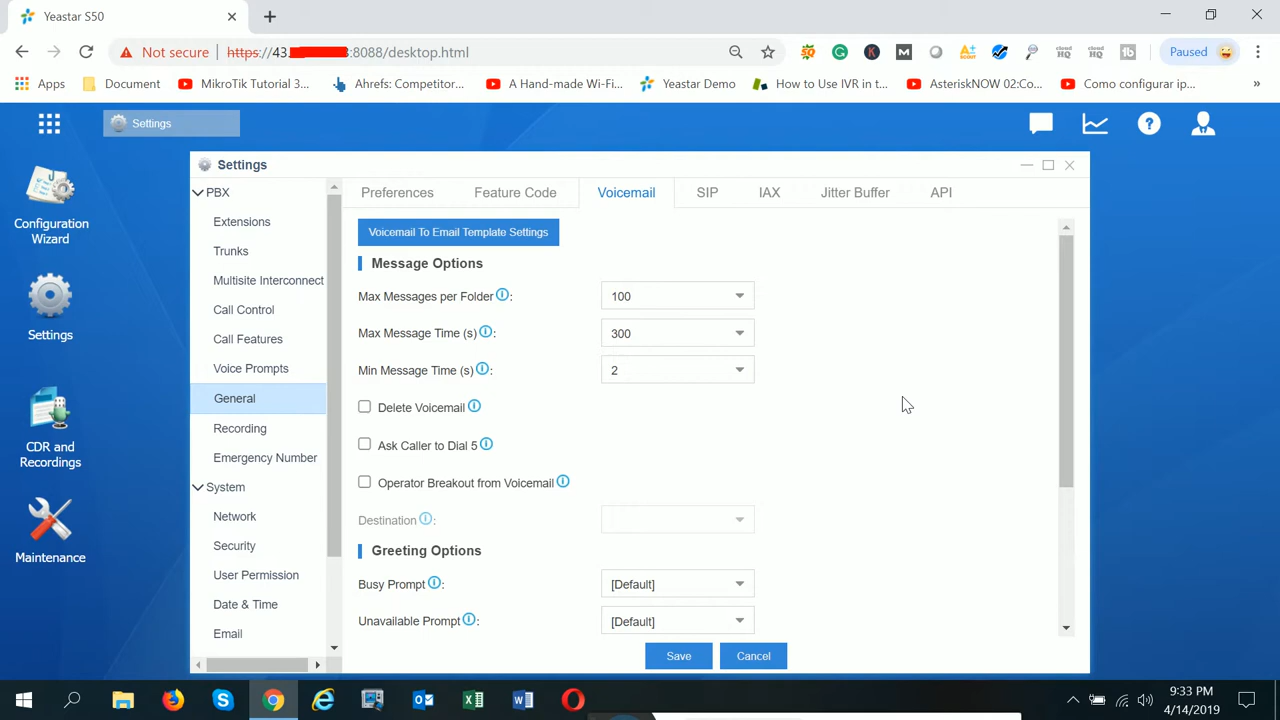 Yeastar S50
Not secure https://43. 3:8088/desktop.html Paused
Apps Document MikroTik Tutorial 3... Ahrefs: Competitor... A Hand-made Wi-Fi... Yeastar Demo How to Use IVR in t... AsteriskNOW 02:Co... Como configurar ip... »
Settings
Configuration
Wizard
Settings
CDR and
Recordings
Maintenance
Settings
PBX
Extensions
Trunks
Multisite Interconnect
Call Control
Call Features
Voice Prompts
General
Recording
Emergency Number
System
Network
Security
User Permission
Date & Time
Email
Preferences Feature Code Voicemail SIP IAX Jitter Buffer API
Voicemail To Email Template Settings
Message Options
Max Messages per Folder : 100
Max Message Time (s) : 300
Min Message Time (s) : 2
Delete Voicemail
Ask Caller to Dial 5
Operator Breakout from Voicemail
Destination :
Greeting Options
Busy Prompt : [Default]
Unavailable Prompt : [Default]
Save Cancel
9:33 PM
4/14/2019